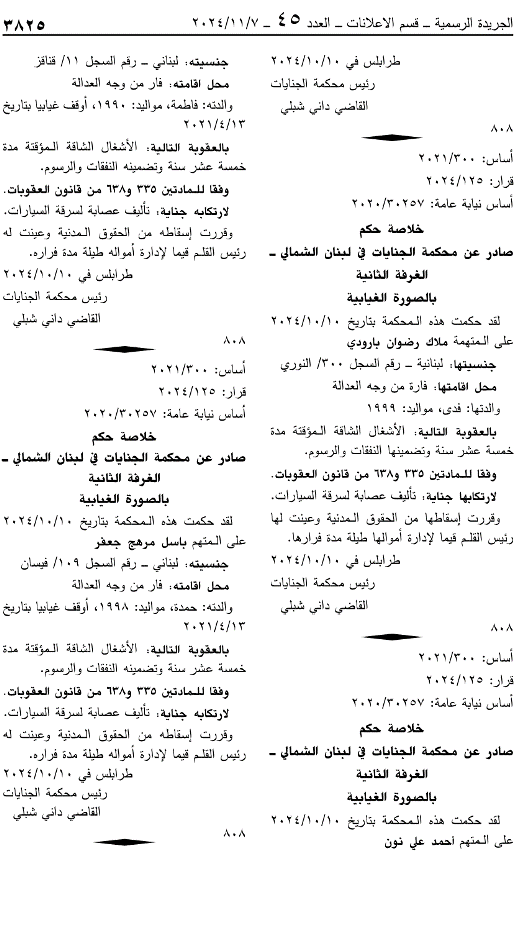 الجريدة الرسمية ـ قسم الاعلانات ـ العدد ٤٥ ـ ٢٠٢٤/١١/٧
٣٨٢٥
طرابلس في ٢٠٢٤/١٠/١٠
رئيس محكمة الجنايات
القاضي داني شبلي
٨٠٨
أساس: ٢٠٢١/٣٠٠
قرار: ٢٠٢٤/١٢٥
أساس نيابة عامة: ٢٠٢٠/٣٠٢٥٧
خلاصة حكم
صادر عن محكمة الجنايات في لبنان الشمالي ـ
الغرفة الثانية
بالصورة الغيابية
لقد حكمت هذه المحكمة بتاريخ ٢٠٢٤/١٠/١٠
على المتهمة ملاك رضوان بارودي
جنسيتها: لبنانية ـ رقم السجل ٣٠٠/ النوري
محل اقامتها: فارة من وجه العدالة
والدتها: فدى، مواليد: ١٩٩٩
بالعقوبة التالية: الأشغال الشاقة المؤقتة مدة
خمسة عشر سنة وتضمينها النفقات والرسوم.
وفقا للمادتين ٣٣٥ و٦٣٨ من قانون العقوبات.
لارتكابها جناية: تأليف عصابة لسرقة السيارات.
وقررت إسقاطها من الحقوق المدنية وعينت لها
رئيس القلم قيما لإدارة أموالها طيلة مدة فرارها.
طرابلس في ٢٠٢٤/١٠/١٠
رئيس محكمة الجنايات
القاضي داني شبلي
٨٠٨
أساس: ٢٠٢١/٣٠٠
قرار: ٢٠٢٤/١٢٥
أساس نيابة عامة: ٢٠٢٠/٣٠٢٥٧
خلاصة حكم
صادر عن محكمة الجنايات في لبنان الشمالي ـ
الغرفة الثانية
بالصورة الغيابية
لقد حكمت هذه المحكمة بتاريخ ٢٠٢٤/١٠/١٠
على المتهم أحمد علي نون
جنسيته: لبناني ـ رقم السجل ١١/ قناقز
محل اقامته: فار من وجه العدالة
والدته: فاطمة، مواليد: ١٩٩٠، أوقف غيابيا بتاريخ
٢٠٢١/٤/١٣
بالعقوبة التالية: الأشغال الشاقة المؤقتة مدة
خمسة عشر سنة وتضمينه النفقات والرسوم.
وفقا للمادتين ٣٣٥ و٦٣٨ من قانون العقوبات.
لارتكابه جناية: تأليف عصابة لسرقة السيارات.
وقررت إسقاطه من الحقوق المدنية وعينت له
رئيس القلم قيما لإدارة أمواله طيلة مدة فراره.
طرابلس في ٢٠٢٤/١٠/١٠
رئيس محكمة الجنايات
القاضي داني شبلي
٨٠٨
أساس: ٢٠٢١/٣٠٠
قرار: ٢٠٢٤/١٢٥
أساس نيابة عامة: ٢٠٢٠/٣٠٢٥٧
خلاصة حكم
صادر عن محكمة الجنايات في لبنان الشمالي ـ
الغرفة الثانية
بالصورة الغيابية
لقد حكمت هذه المحكمة بتاريخ ٢٠٢٤/١٠/١٠
على المتهم باسل مرهج جعفر
جنسيته: لبناني ـ رقم السجل ١٠٩/ فيسان
محل اقامته: فار من وجه العدالة
والدته: حمدة، مواليد: ١٩٩٨، أوقف غيابيا بتاريخ
٢٠٢١/٤/١٣
بالعقوبة التالية: الأشغال الشاقة المؤقتة مدة
خمسة عشر سنة وتضمينه النفقات والرسوم.
وفقا للمادتين ٣٣٥ و٦٣٨ من قانون العقوبات.
لارتكابه جناية: تأليف عصابة لسرقة السيارات.
وقررت إسقاطه من الحقوق المدنية وعينت له
رئيس القلم قيما لإدارة أمواله طيلة مدة فراره.
طرابلس في ٢٠٢٤/١٠/١٠
رئيس محكمة الجنايات
القاضي داني شبلي
٨٠٨